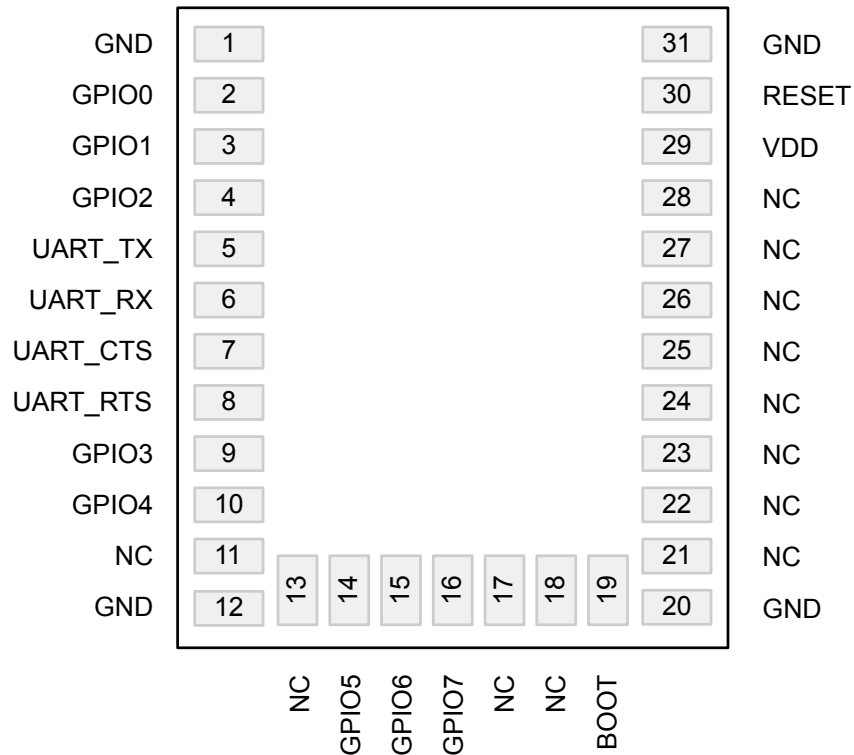 GND 1 31 GND
GPIO0 2 30 RESET
GPIO1 3 29 VDD
GPIO2 4 28 NC
UART_TX 5 27 NC
UART_RX 6 26 NC
UART_CTS 7 25 NC
UART_RTS 8 24 NC
GPIO3 9 23 NC
GPIO4 10 22 NC
NC 11 21 NC
GND 12 13 14 15 16 17 18 19 20 GND
NC GPIO5 GPIO6 GPIO7 NC NC BOOT